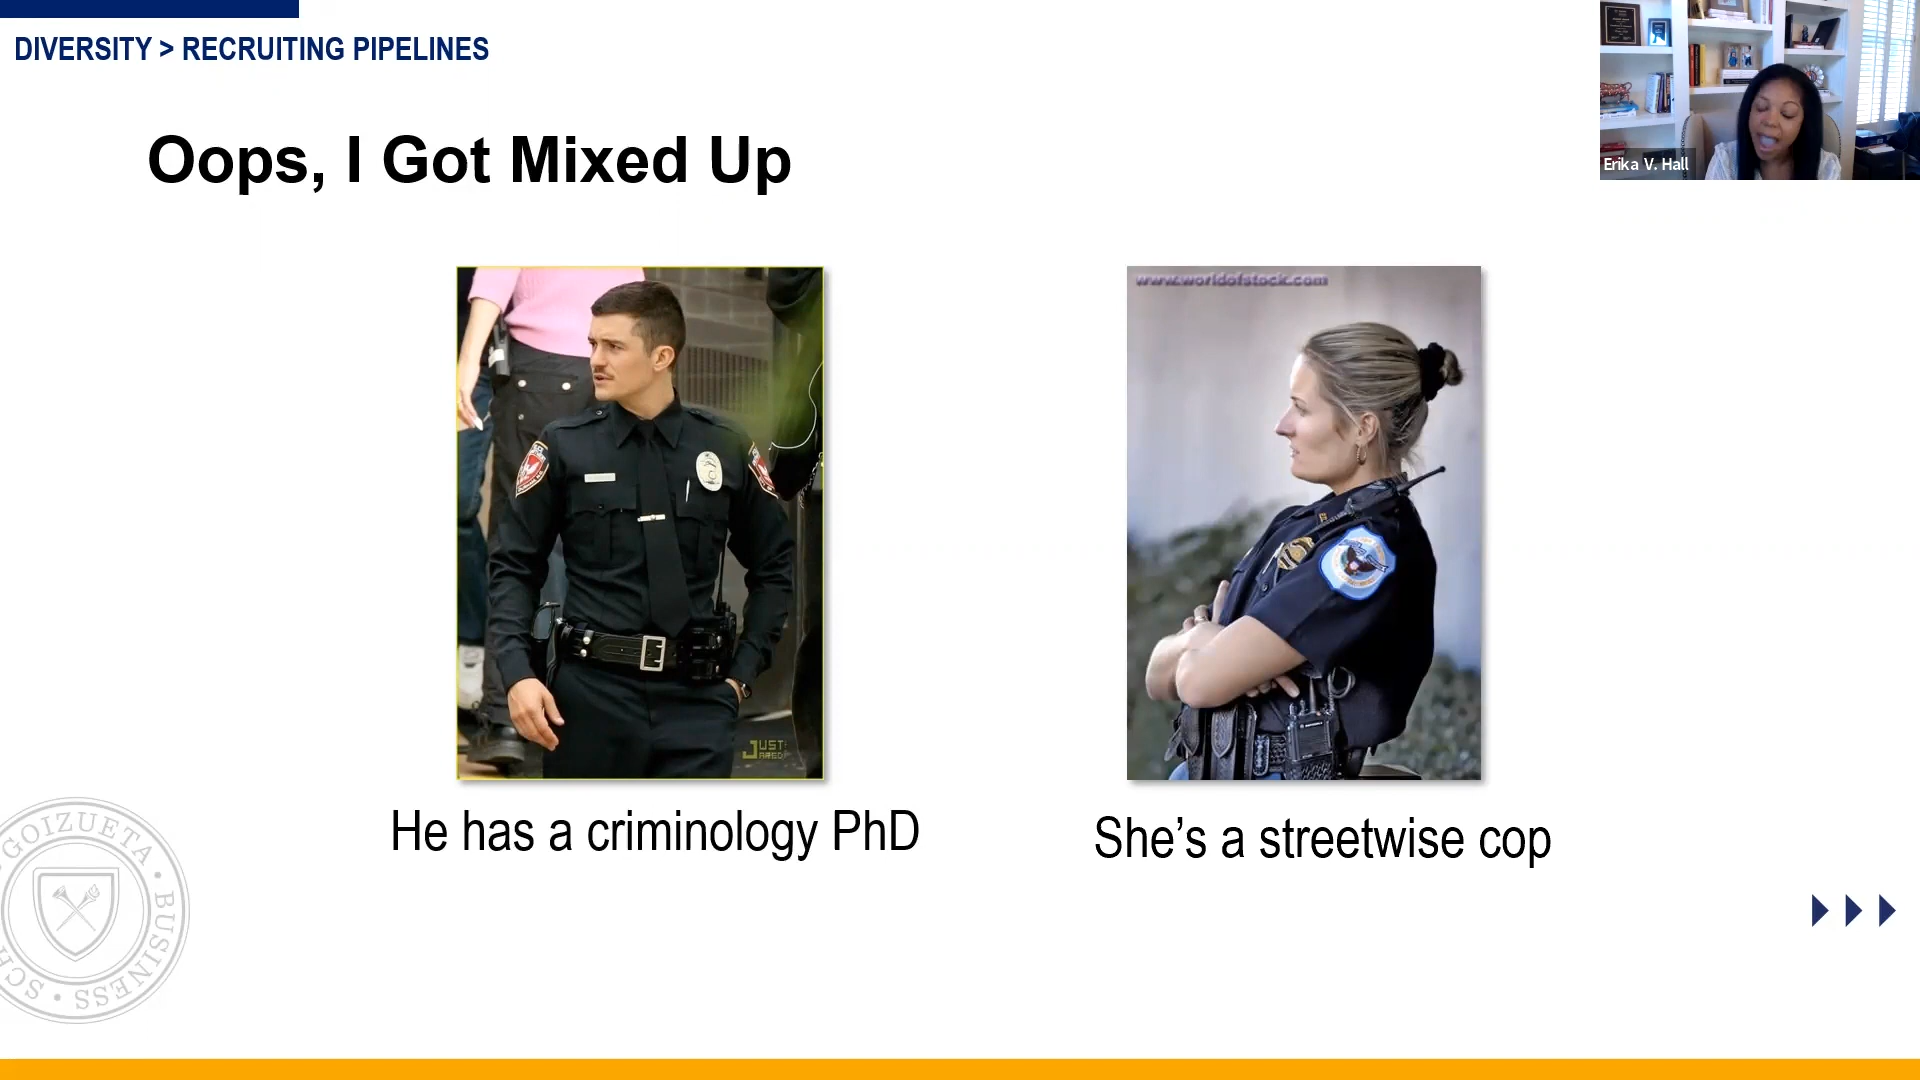 DIVERSITY > RECRUITING PIPELINES
Erika V. Hall
Oops, I Got Mixed Up
www.worldofstock.com
JUST
JARED
He has a criminology PhD
She's a streetwise cop
GOIZUETA • BUSINESS • SCH